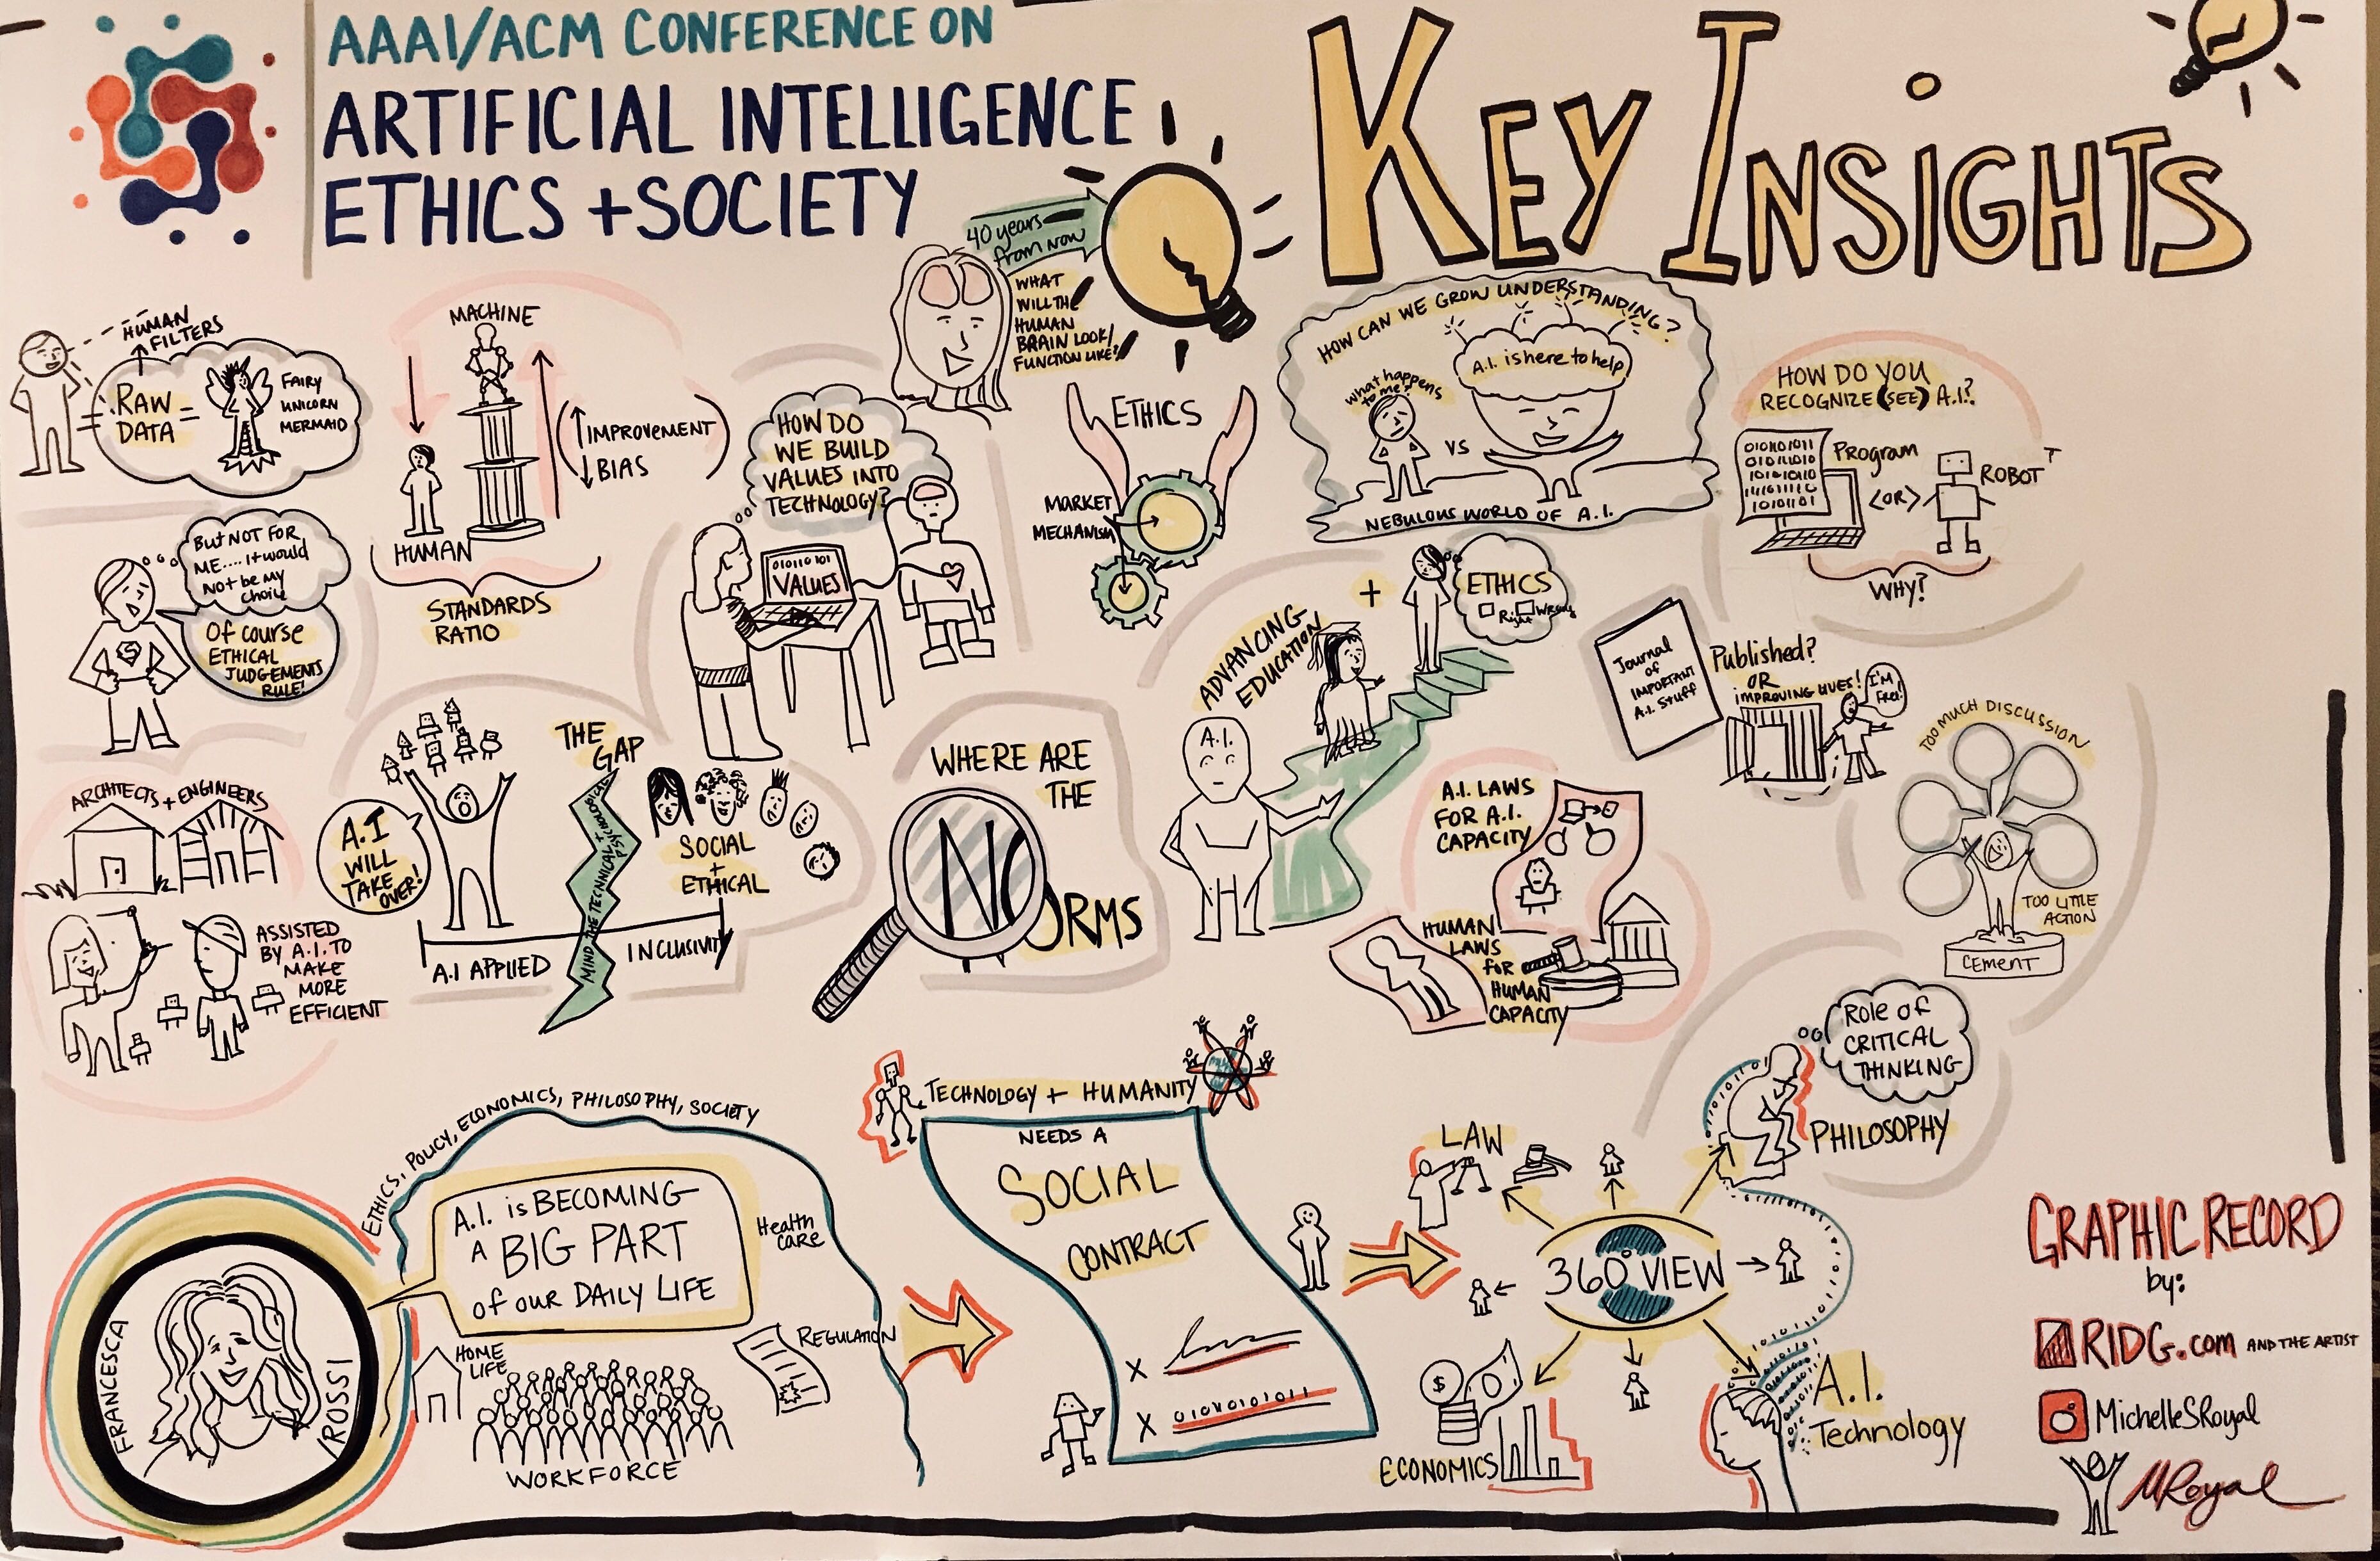 AAAI/ACM CONFERENCE ON
ARTIFICIAL INTELLIGENCE
ETHICS + SOCIETY
KEY INSIGHTS
40 years
from now
WHAT
WILL THE
HUMAN
BRAIN LOOK/
FUNCTION LIKE?
HUMAN
FILTERS
RAW
DATA
=
FAIRY
UNICORN
MERMAID
MACHINE
HUMAN
↑ IMPROVEMENT
↓ BIAS
STANDARDS
RATIO
BUT NOT FOR
ME.... it would
Not be my
choice
OF course
ETHICAL
JUDGEMENTS
RULE!
HOW DO
WE BUILD
VALUES INTO
TECHNOLOGY?
010110 101
VALUES
ETHICS
MARKET
MECHANISM
HOW CAN WE GROW UNDERSTANDING?
What happens
to me?
VS
A.I. is here to help
NEBULOUS WORLD OF A.I.
HOW DO YOU
RECOGNIZE (SEE) A.I.?
Program
<OR>
ROBOT
WHY?
ADVANCING
EDUCATION
+
ETHICS
Right
Wrong
A.I.
Journal
of
IMPORTANT
A.I. Stuff
Published?
OR
improving lives!
I'M
Free!
TOO MUCH DISCUSSION
TOO LITTLE
ACTION
CEMENT
ARCHITECTS + ENGINEERS
ASSISTED
BY A.I. TO
MAKE
MORE
EFFICIENT
A.I
WILL
TAKE
OVER!
THE
GAP
MIND THE TECHNICAL +
SOCIAL
+
ETHICAL
A.I APPLIED
INCLUSIVITY
WHERE ARE
THE
NORMS
A.I. LAWS
FOR A.I.
CAPACITY
HUMAN
LAWS
FOR
HUMAN
CAPACITY
Role of
CRITICAL
THINKING
PHILOSOPHY
ETHICS, POLICY, ECONOMICS, PHILOSOPHY, SOCIETY
FRANCESCA
ROSSI
A.I. is BECOMING
A BIG PART
of our DAILY LIFE
Health
care
HOME
LIFE
REGULATION
WORKFORCE
TECHNOLOGY + HUMANITY
NEEDS A
SOCIAL
CONTRACT
X
X
LAW
360° VIEW
ECONOMICS
A.I.
Technology
GRAPHIC RECORD
by:
RIDG.com AND THE ARTIST
MichelleSRoyal
MRoyal